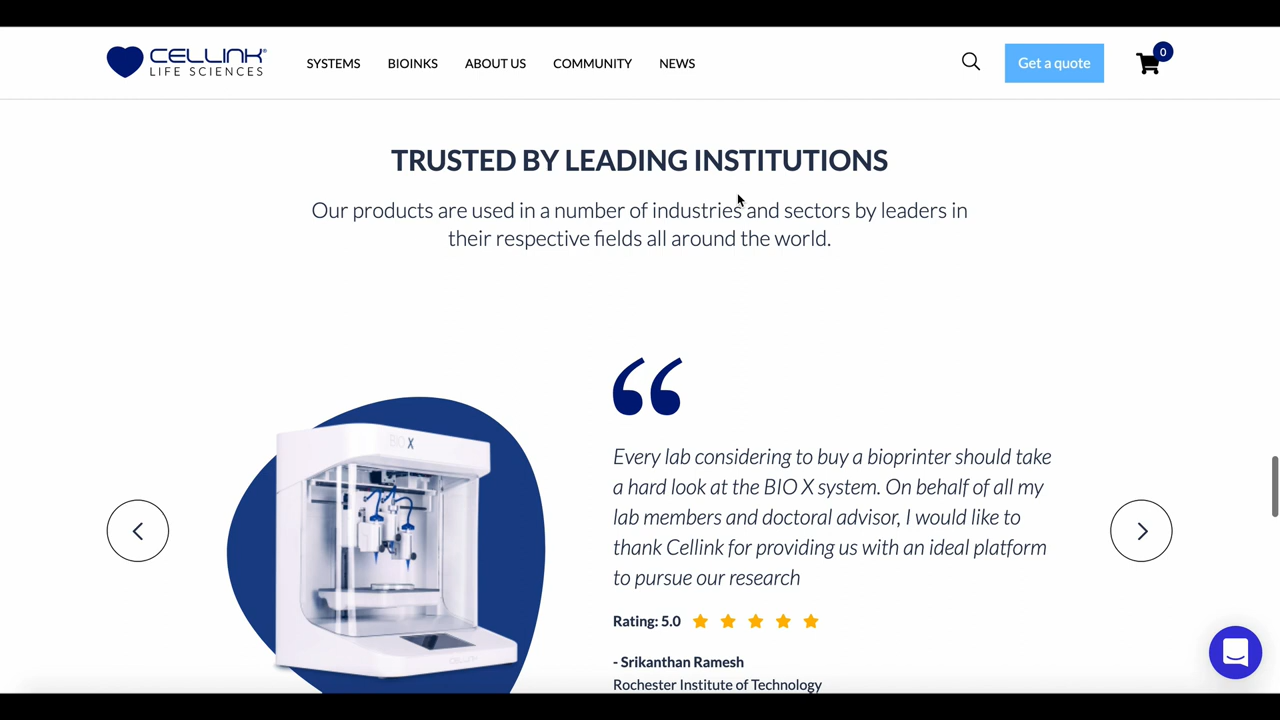 CELLINK®
LIFE SCIENCES
SYSTEMS
BIOINKS
ABOUT US
COMMUNITY
NEWS
Get a quote
0
TRUSTED BY LEADING INSTITUTIONS
Our products are used in a number of industries and sectors by leaders in
their respective fields all around the world.
“
BIO X
Every lab considering to buy a bioprinter should take
a hard look at the BIO X system. On behalf of all my
lab members and doctoral advisor, I would like to
thank Cellink for providing us with an ideal platform
to pursue our research
CELLINK
Rating: 5.0
- Srikanthan Ramesh
Rochester Institute of Technology